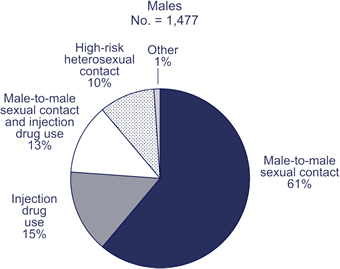 Males
No. = 1,477
High-risk
heterosexual
contact
10%
Other
1%
Male-to-male
sexual contact
and injection
drug use
13%
Male-to-male
sexual contact
61%
Injection
drug
use
15%